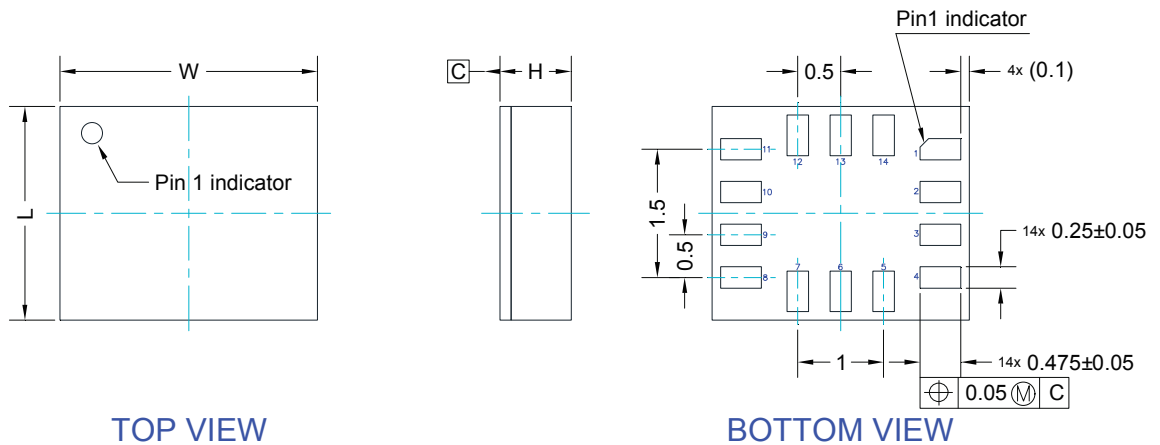 Pin1 indicator
W
C
H
0.5
4x (0.1)
Pin 1 indicator
L
11
12
13
14
1
10
2
1.5
9
3
14x 0.25±0.05
0.5
8
7
6
5
4
1
14x 0.475±0.05
⌖ 0.05 Ⓜ C
TOP VIEW
BOTTOM VIEW